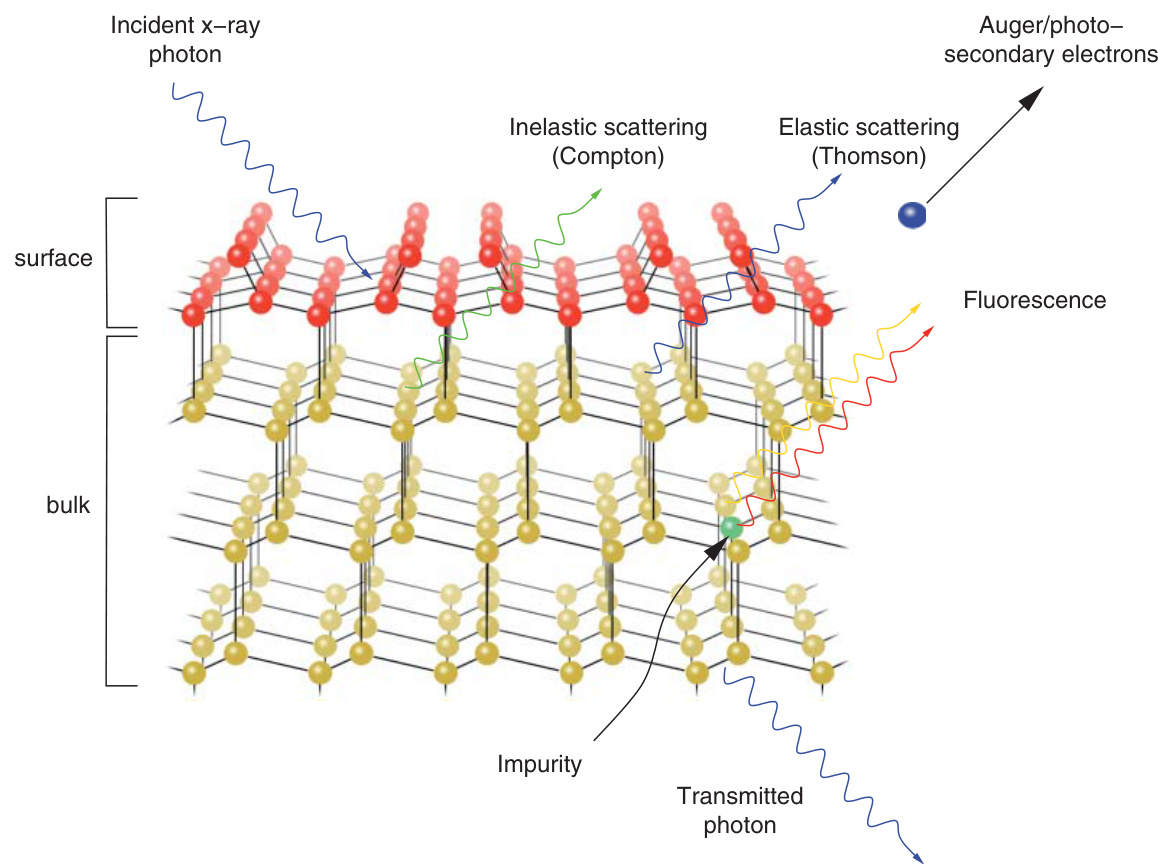 Incident x−ray
photon
Auger/photo−
secondary electrons
Inelastic scattering
(Compton)
Elastic scattering
(Thomson)
surface
Fluorescence
bulk
Impurity
Transmitted
photon